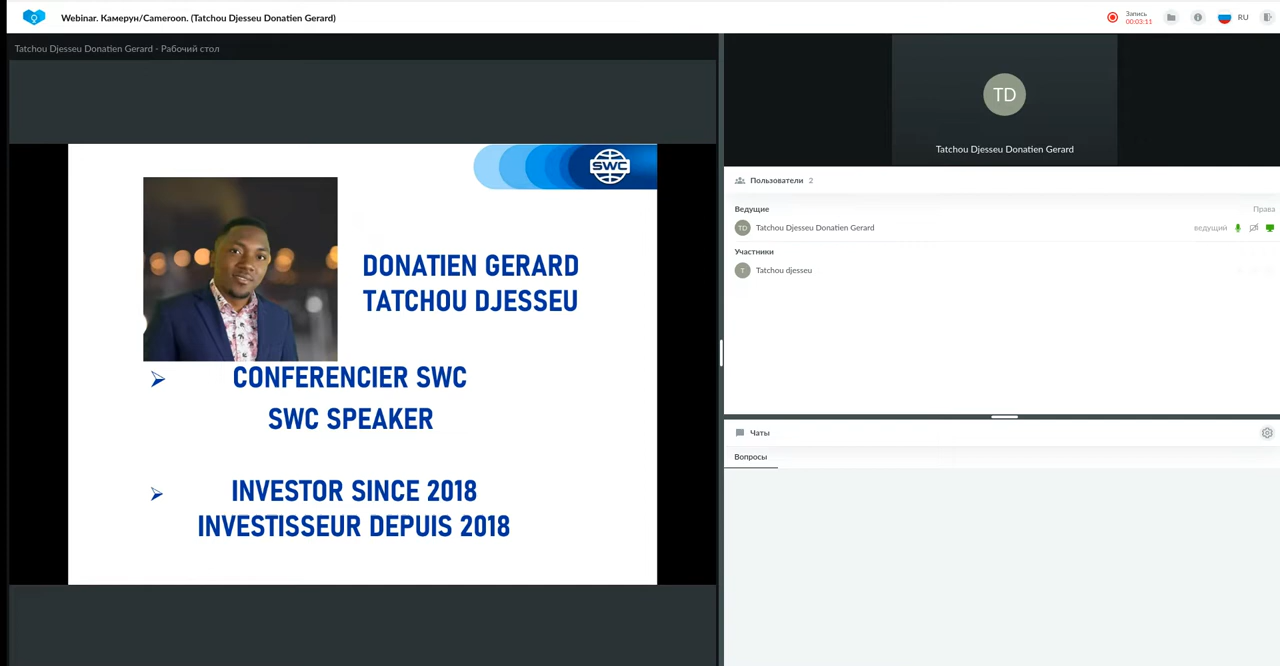 Webinar. Камерун/Cameroon. (Tatchou Djesseu Donatien Gerard)
Запись
00:03:11
RU
Tatchou Djesseu Donatien Gerard - Рабочий стол
SWC
DONATIEN GERARD
TATCHOU DJESSEU
CONFERENCIER SWC
SWC SPEAKER
INVESTOR SINCE 2018
INVESTISSEUR DEPUIS 2018
TD
Tatchou Djesseu Donatien Gerard
Пользователи 2
Ведущие Права
TD Tatchou Djesseu Donatien Gerard ведущий
Участники
T Tatchou djesseu
Чаты
Вопросы